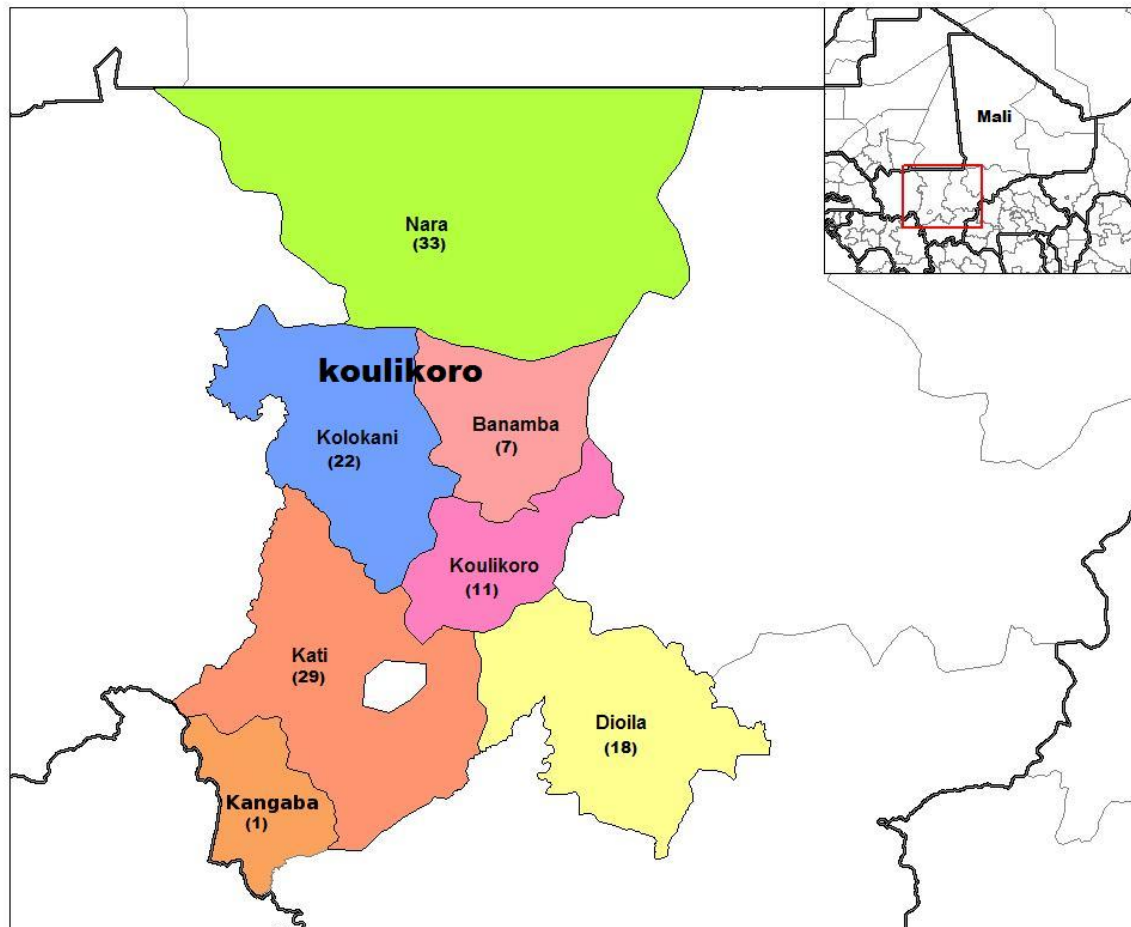 Mali
Nara
(33)
koulikoro
Kolokani
(22)
Banamba
(7)
Koulikoro
(11)
Kati
(29)
Dioila
(18)
Kangaba
(1)